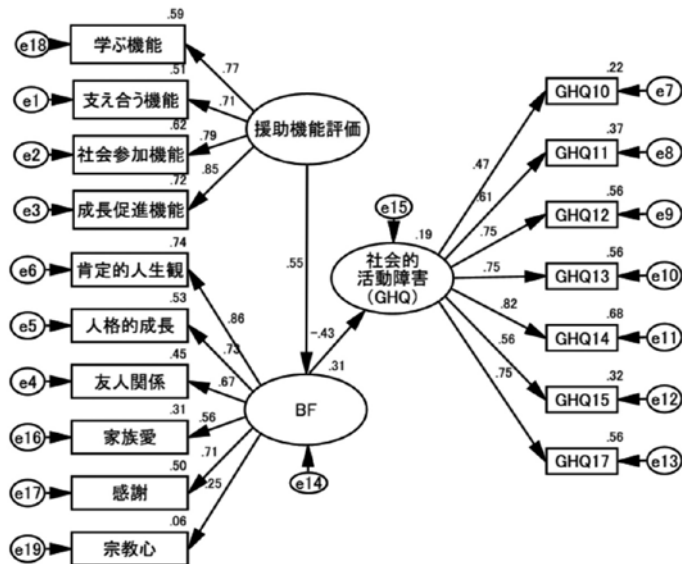 .59
e18 学ぶ機能
.77
.51
e1 支え合う機能
.71
.62
e2 社会参加機能
.79
.72
e3 成長促進機能
.85
援助機能評価
.74
e6 肯定的人生観
.86
.53
e5 人格的成長
.73
.45
e4 友人関係
.67
.31
e16 家族愛
.56
.50
e17 感謝
.71
.06
e19 宗教心
.25
.55
BF
.31
e14
-.43
e15
.19
社会的
活動障害
(GHQ)
.22
GHQ10 e7
.47
.37
GHQ11 e8
.61
.56
GHQ12 e9
.75
.56
GHQ13 e10
.75
.68
GHQ14 e11
.82
.32
GHQ15 e12
.56
.56
GHQ17 e13
.75